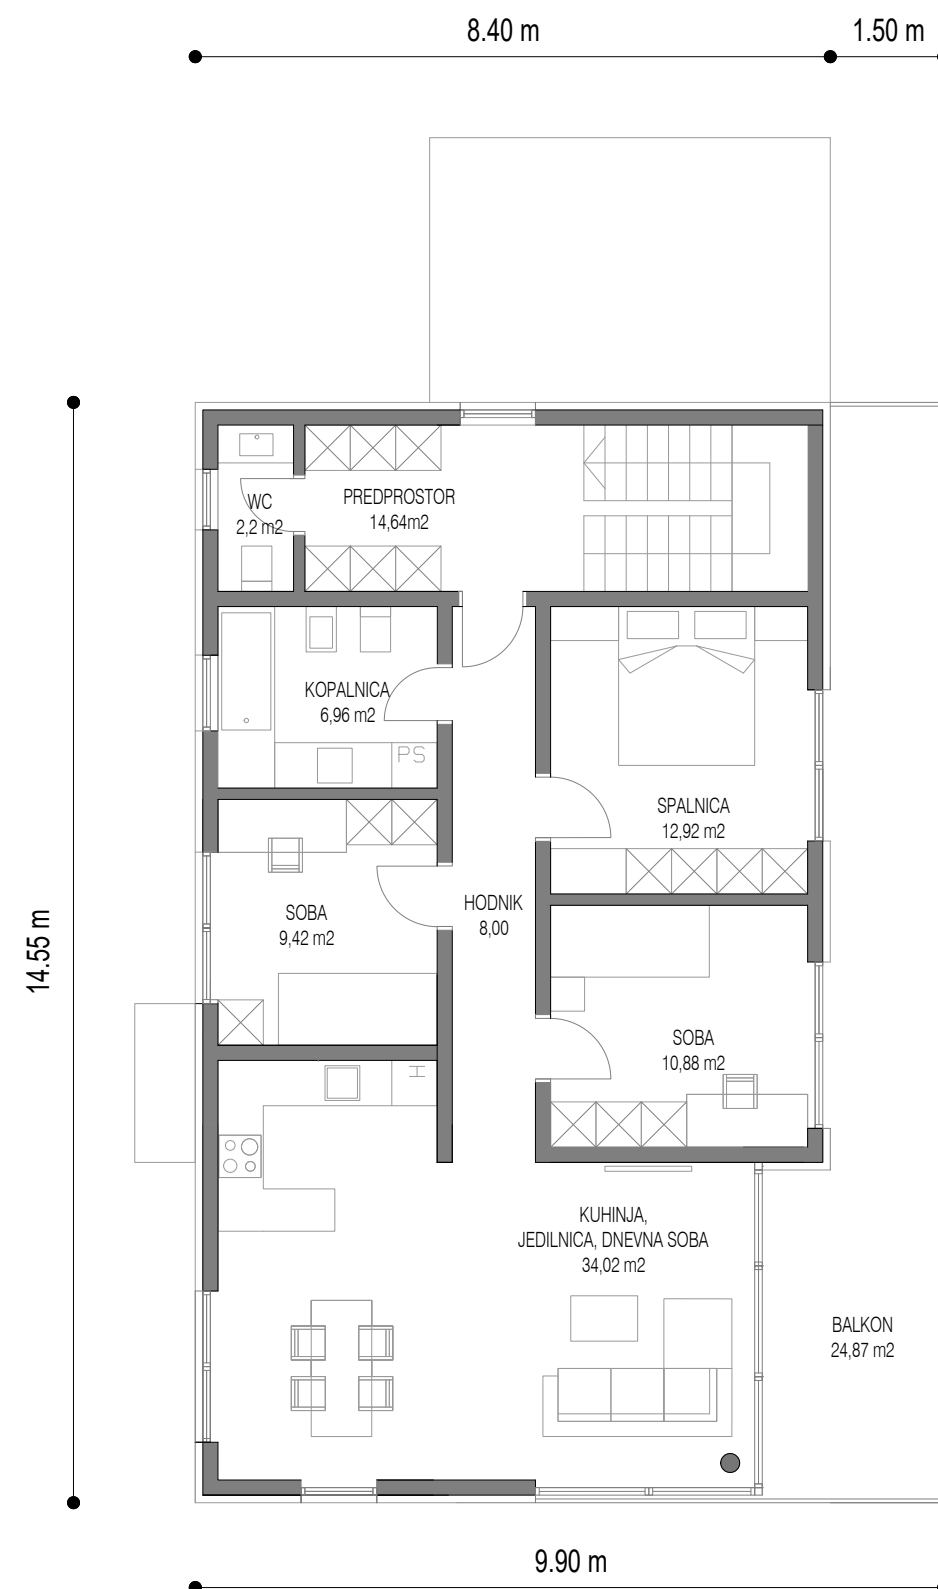 8.40 m
1.50 m
WC
2,2 m2
PREDPROSTOR
14,64m2
KOPALNICA
6,96 m2
PS
SPALNICA
12,92 m2
HODNIK
8,00
SOBA
9,42 m2
14.55 m
SOBA
10,88 m2
H
KUHINJA,
JEDILNICA, DNEVNA SOBA
34,02 m2
BALKON
24,87 m2
9.90 m